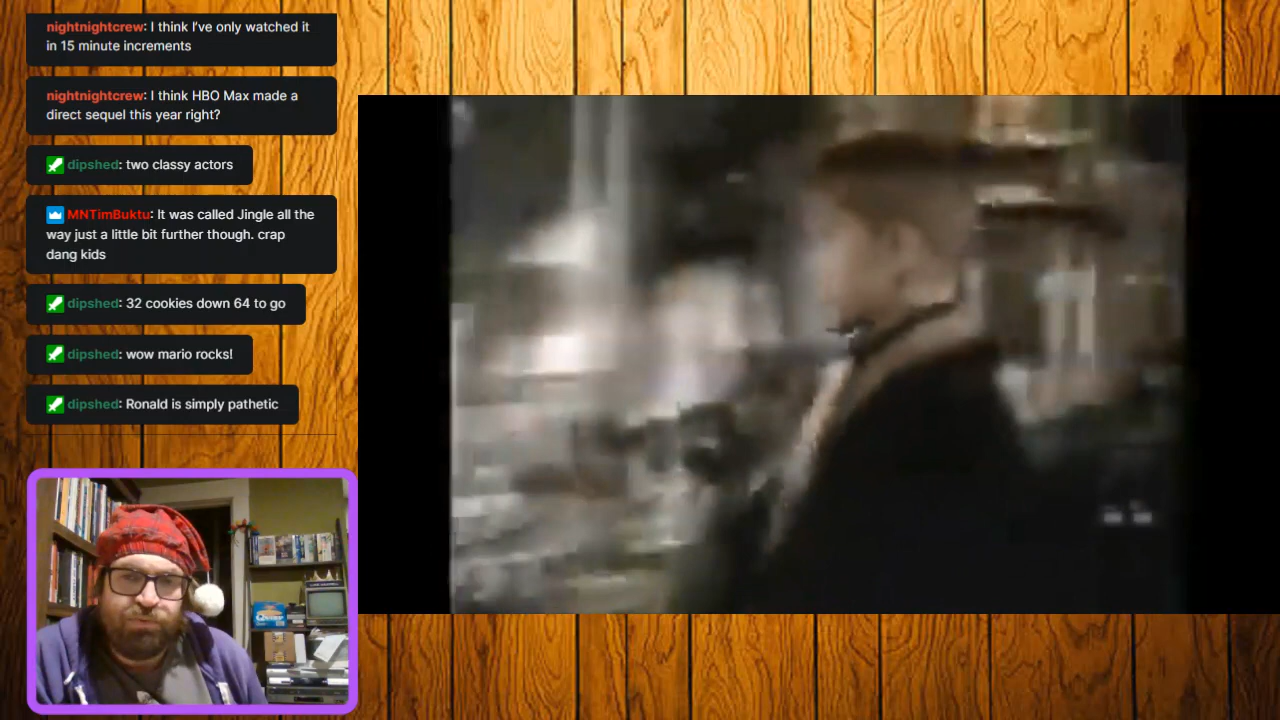 nightnightcrew: I think I've only watched it
in 15 minute increments
nightnightcrew: I think HBO Max made a
direct sequel this year right?
dipshed: two classy actors
MNTimBuktu: It was called Jingle all the
way just a little bit further though. crap
dang kids
dipshed: 32 cookies down 64 to go
dipshed: wow mario rocks!
dipshed: Ronald is simply pathetic